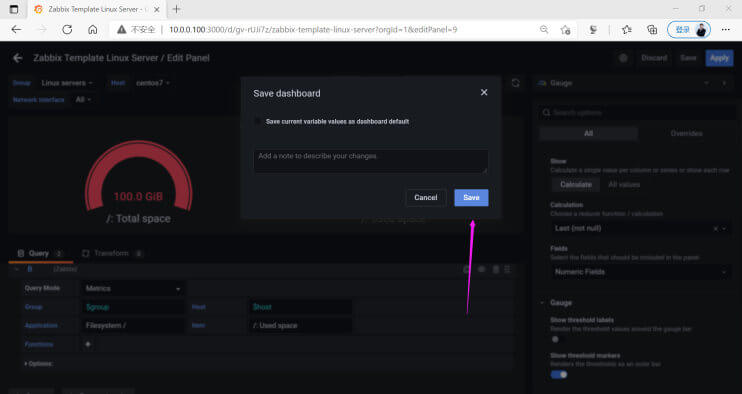 Zabbix Template Linux Server - G
不安全
10.0.0.100:3000/d/gv-rUJi7z/zabbix-template-linux-server?orgId=1&editPanel=9
登录
Zabbix Template Linux Server / Edit Panel
Discard
Save
Apply
Group
Linux servers
Host
centos7
Network Interface
All
Gauge
Save dashboard
Save current variable values as dashboard default
Add a note to describe your changes.
Cancel
Save
Search options
All
Overrides
100.0 GiB
/: Total space
/: Used space
Show
Calculate a single value per column or series or show each row
Calculate
All values
Calculation
Choose a reducer function / calculation
Last (not null)
Fields
Select the fields that should be included in the panel
Numeric Fields
Query 2
Transform 0
B
(Zabbix)
Query Mode
Metrics
Group
$group
Host
$host
Application
Filesystem /
Item
/: Used space
Functions
+
Options:
Gauge
Show threshold labels
Render the threshold values around the gauge bar
Show threshold markers
Renders the thresholds as an outer bar